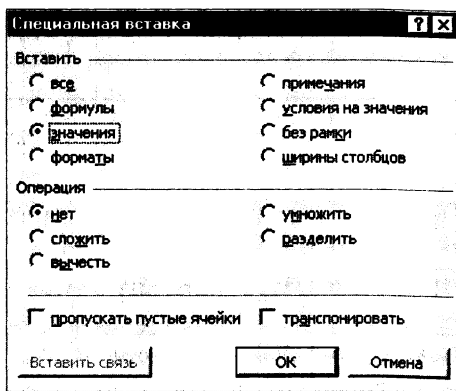 Специальная вставка
Вставить
все
примечания
формулы
условия на значения
значения
без рамки
форматы
ширины столбцов
Операция
нет
умножить
сложить
разделить
вычесть
пропускать пустые ячейки
транспонировать
Вставить связь
ОК
Отмена